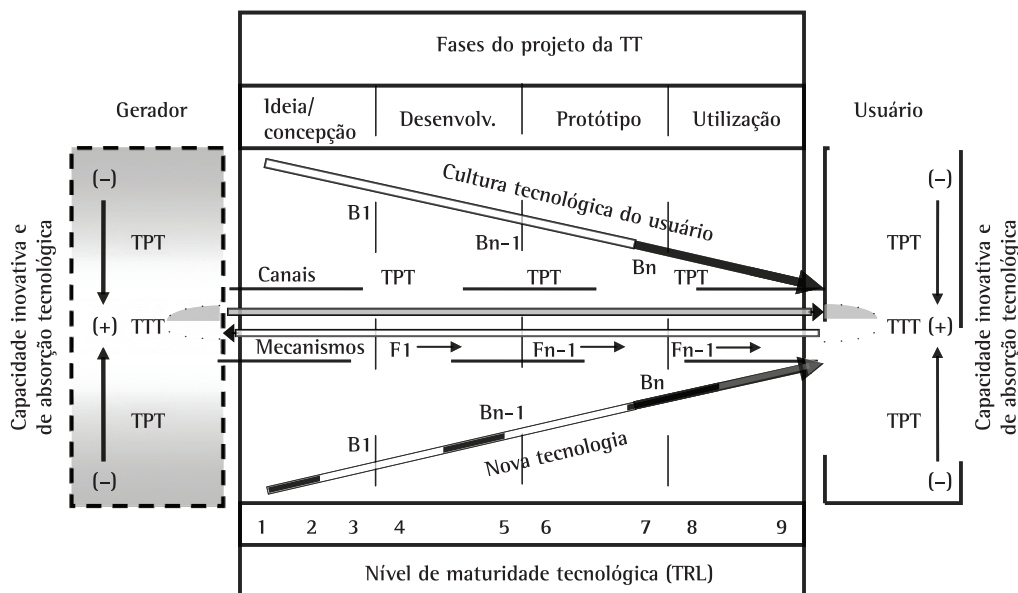 Fases do projeto da TT
Gerador
Ideia/
concepção
Desenvolv.
Protótipo
Utilização
Usuário
Capacidade inovativa e
de absorção tecnológica
(–)
TPT
(+)
TTT
TPT
(–)
Cultura tecnológica do usuário
B1
Bn-1
Bn
Canais
TPT
TPT
TPT
Mecanismos
F1
Fn-1
Fn-1
Bn
Bn-1
B1
Nova tecnologia
(–)
TPT
TTT (+)
TPT
(–)
Capacidade inovativa e
de absorção tecnológica
1 2 3 4 5 6 7 8 9
Nível de maturidade tecnológica (TRL)